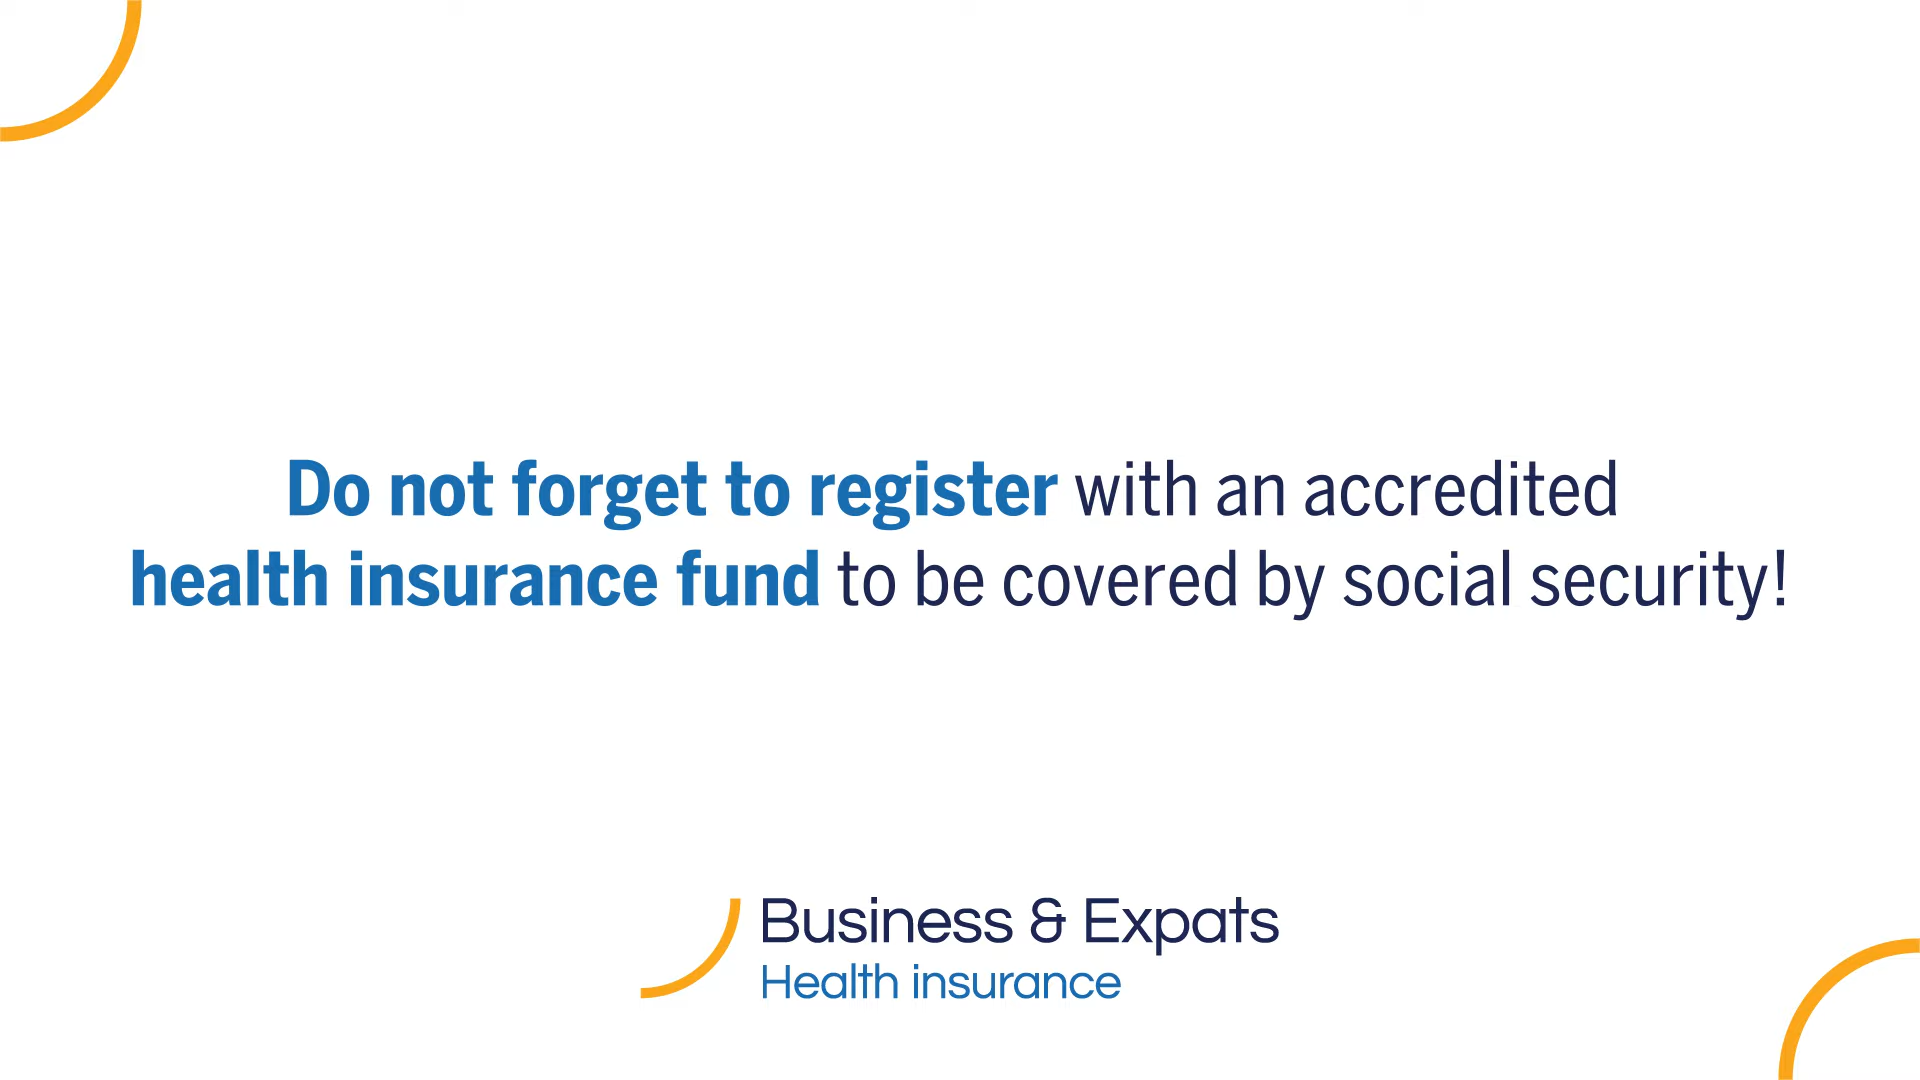 Do not forget to register with an accredited
health insurance fund to be covered by social security!
Business & Expats
Health insurance